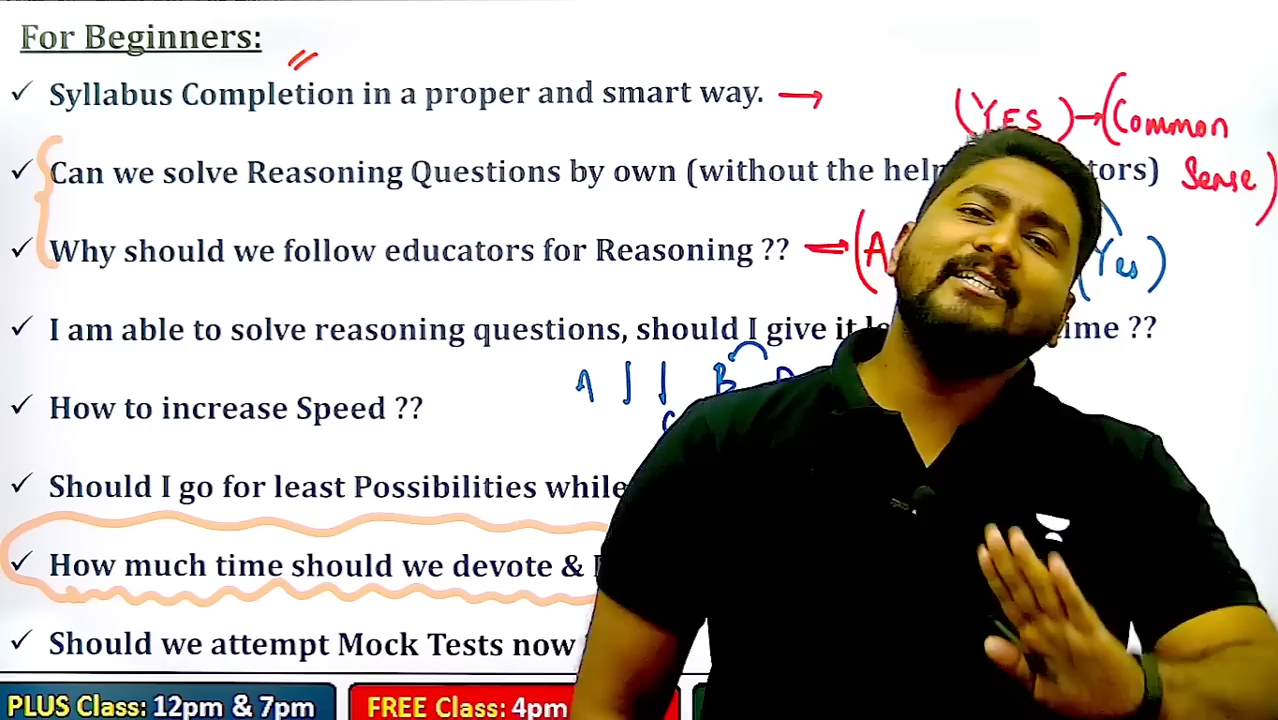 For Beginners:
✓ Syllabus Completion in a proper and smart way. →
(YES) → (Common
✓ Can we solve Reasoning Questions by own (without the
Sense)
✓ Why should we follow educators for Reasoning ?? → (A
(Yes)
✓ I am able to solve reasoning questions, should I give it
??
A ∫ ∫ B
✓ How to increase Speed ??
✓ Should I go for least Possibilities while
✓ How much time should we devote &
✓ Should we attempt Mock Tests now
PLUS Class: 12pm & 7pm FREE Class: 4pm